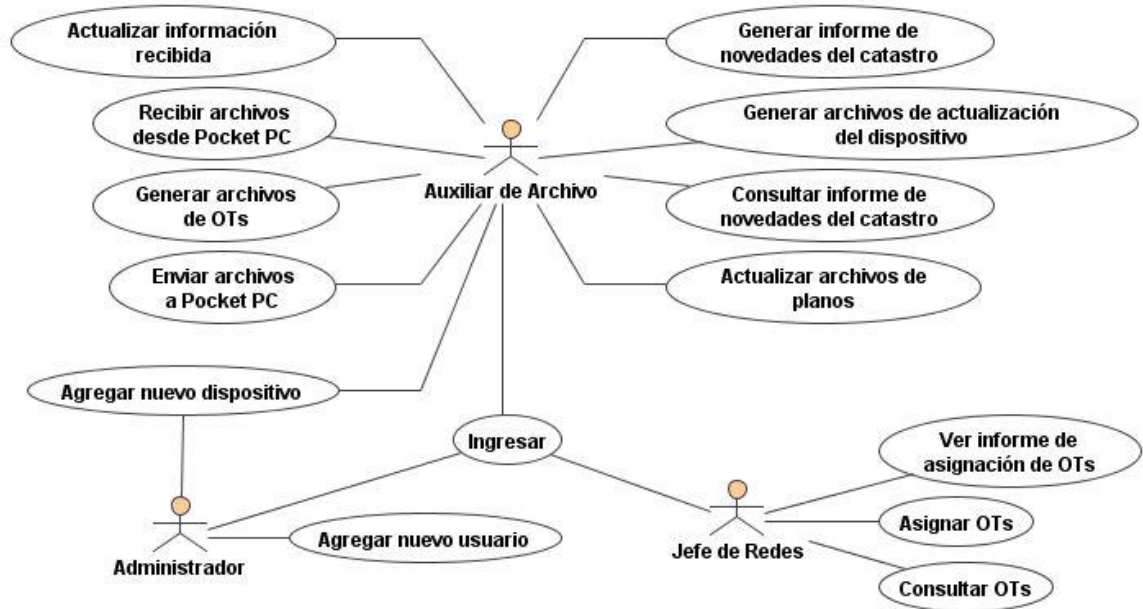 Actualizar información
recibida
Generar informe de
novedades del catastro
Recibir archivos
desde Pocket PC
Generar archivos de actualización
del dispositivo
Auxiliar de Archivo
Generar archivos
de OTs
Consultar informe de
novedades del catastro
Enviar archivos
a Pocket PC
Actualizar archivos de
planos
Agregar nuevo dispositivo
Ingresar
Ver informe de
asignación de OTs
Administrador
Agregar nuevo usuario
Jefe de Redes
Asignar OTs
Consultar OTs